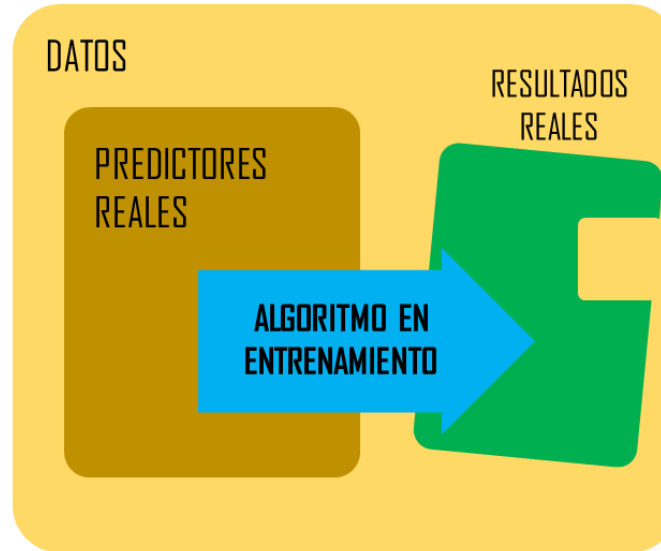 DATOS
RESULTADOS
REALES
PREDICTORES
REALES
ALGORITMO EN
ENTRENAMIENTO